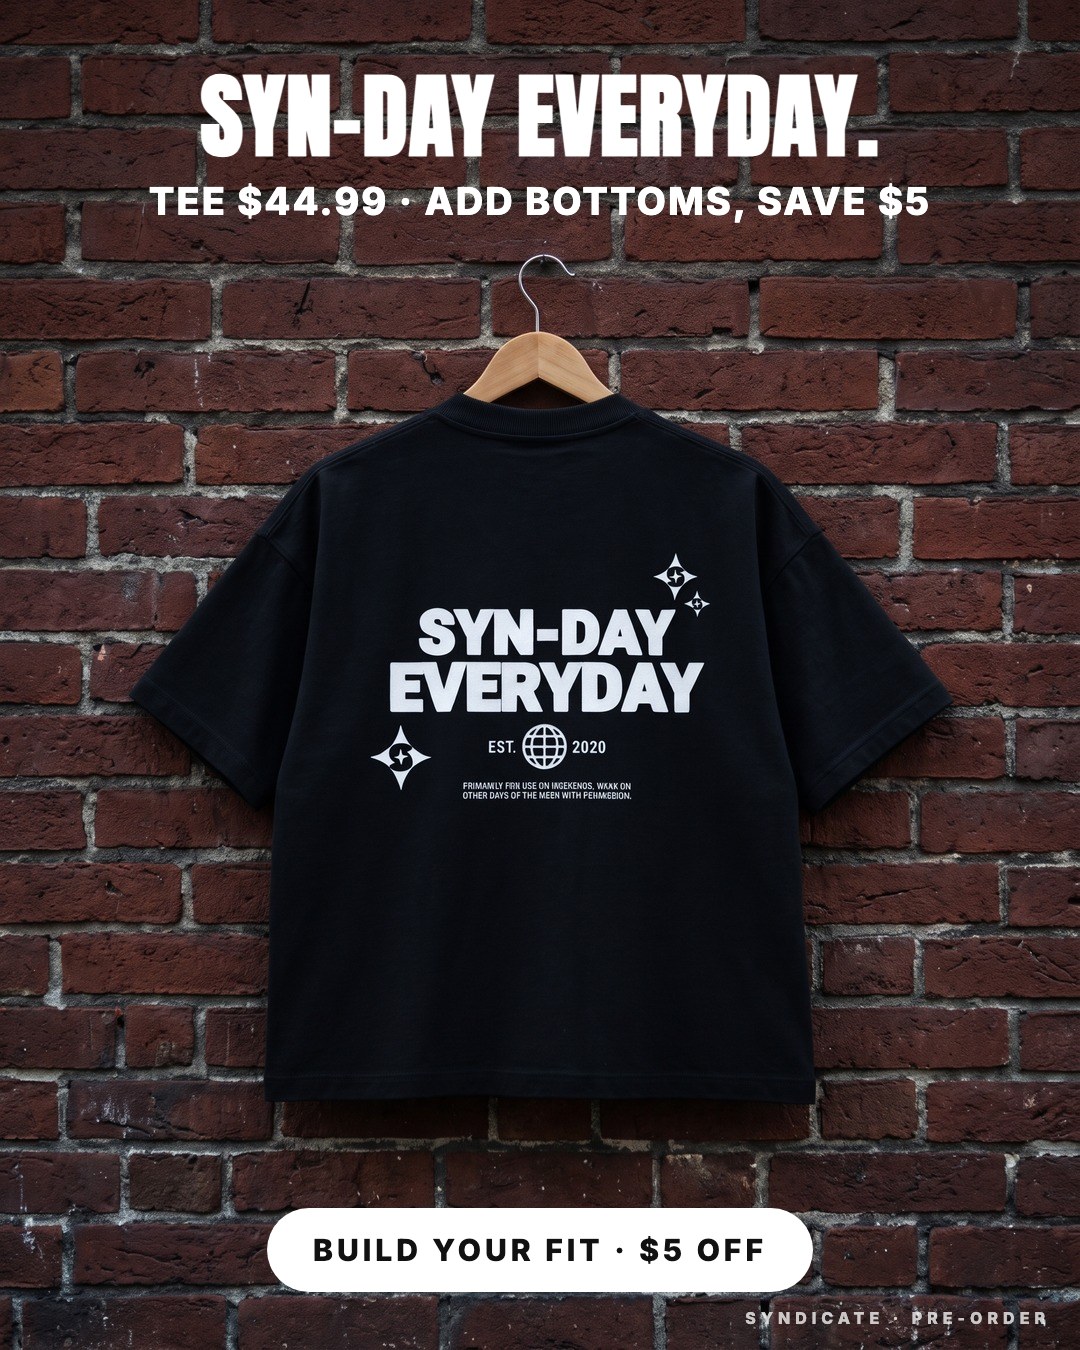 SYN-DAY EVERYDAY.
TEE $44.99 · ADD BOTTOMS, SAVE $5
SYN-DAY
EVERYDAY
EST. 2020
USE ON
OTHER DAYS OF THE MEEN WITH
BUILD YOUR FIT · $5 OFF
SYNDICATE · PRE-ORDER